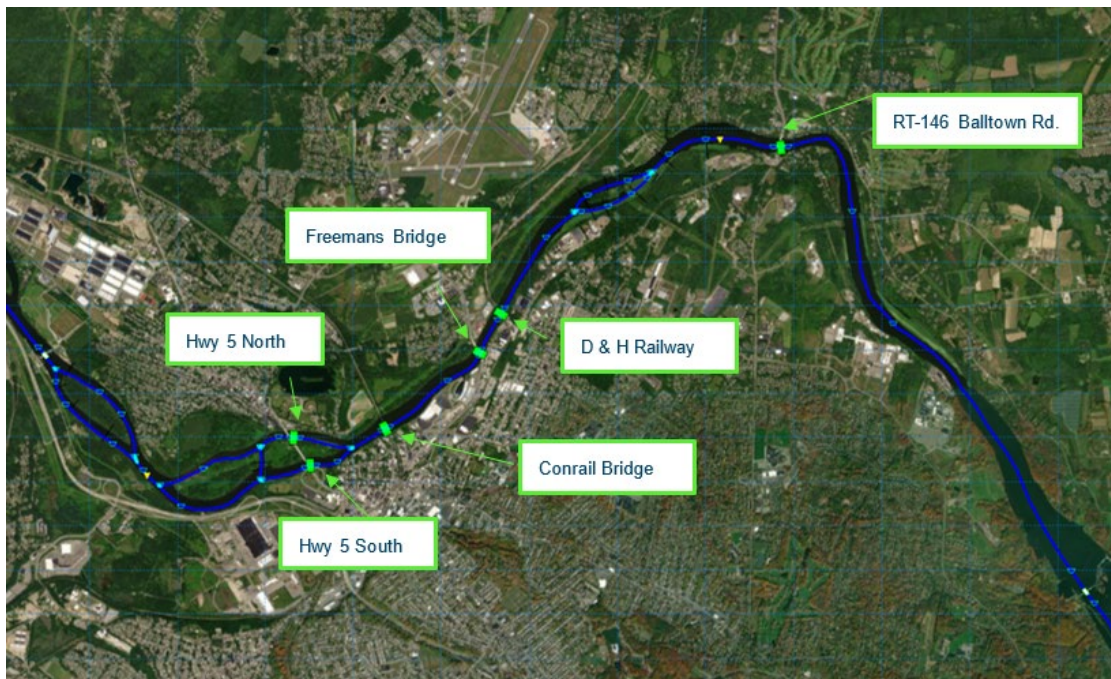 RT-146 Balltown Rd.
Freemans Bridge
Hwy 5 North
D & H Railway
Conrail Bridge
Hwy 5 South